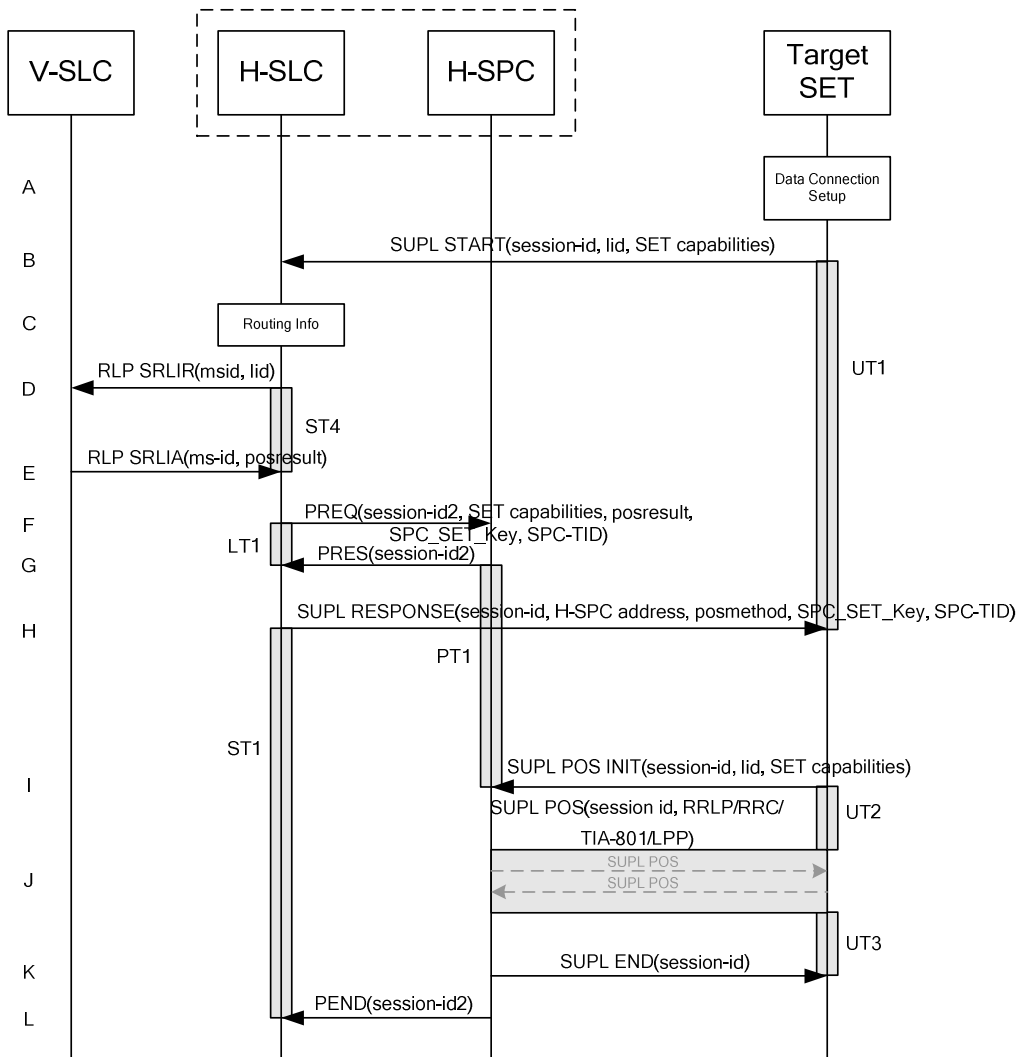 V-SLC
H-SLC
H-SPC
Target
SET
A
Data Connection
Setup
B
SUPL START(session-id, lid, SET capabilities)
C
Routing Info
UT1
D
RLP SRLIR(msid, lid)
ST4
E
RLP SRLIA(ms-id, posresult)
F
PREQ(session-id2, SET capabilities, posresult,
SPC_SET_Key, SPC-TID)
LT1
G
PRES(session-id2)
H
SUPL RESPONSE(session-id, H-SPC address, posmethod, SPC_SET_Key, SPC-TID)
PT1
ST1
I
SUPL POS INIT(session-id, lid, SET capabilities)
SUPL POS(session id, RRLP/RRC/
TIA-801/LPP)
UT2
J
SUPL POS
SUPL POS
UT3
K
SUPL END(session-id)
L
PEND(session-id2)